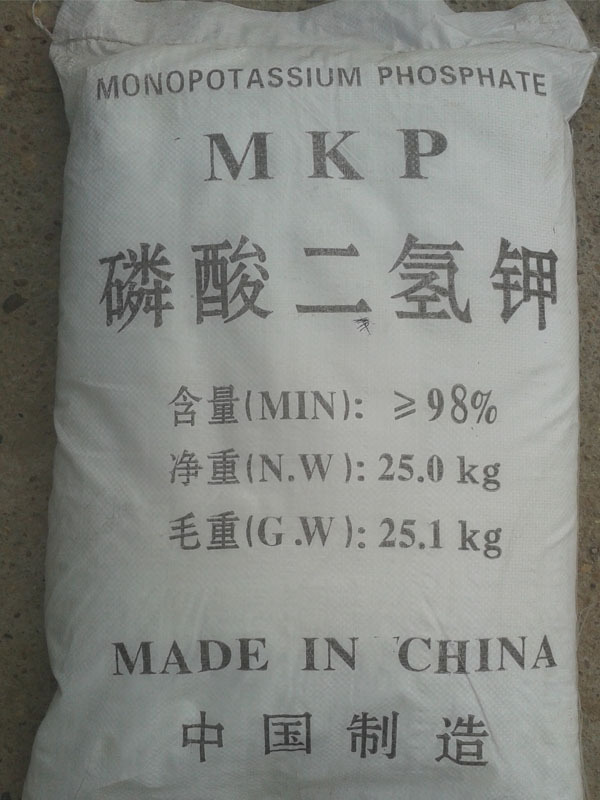 MONOPOTASSIUM PHOSPHATE
MKP
磷酸二氢钾
含量(MIN): ≥98%
净重(N.W): 25.0 kg
毛重(G.W): 25.1 kg
MADE IN CHINA
中国制造